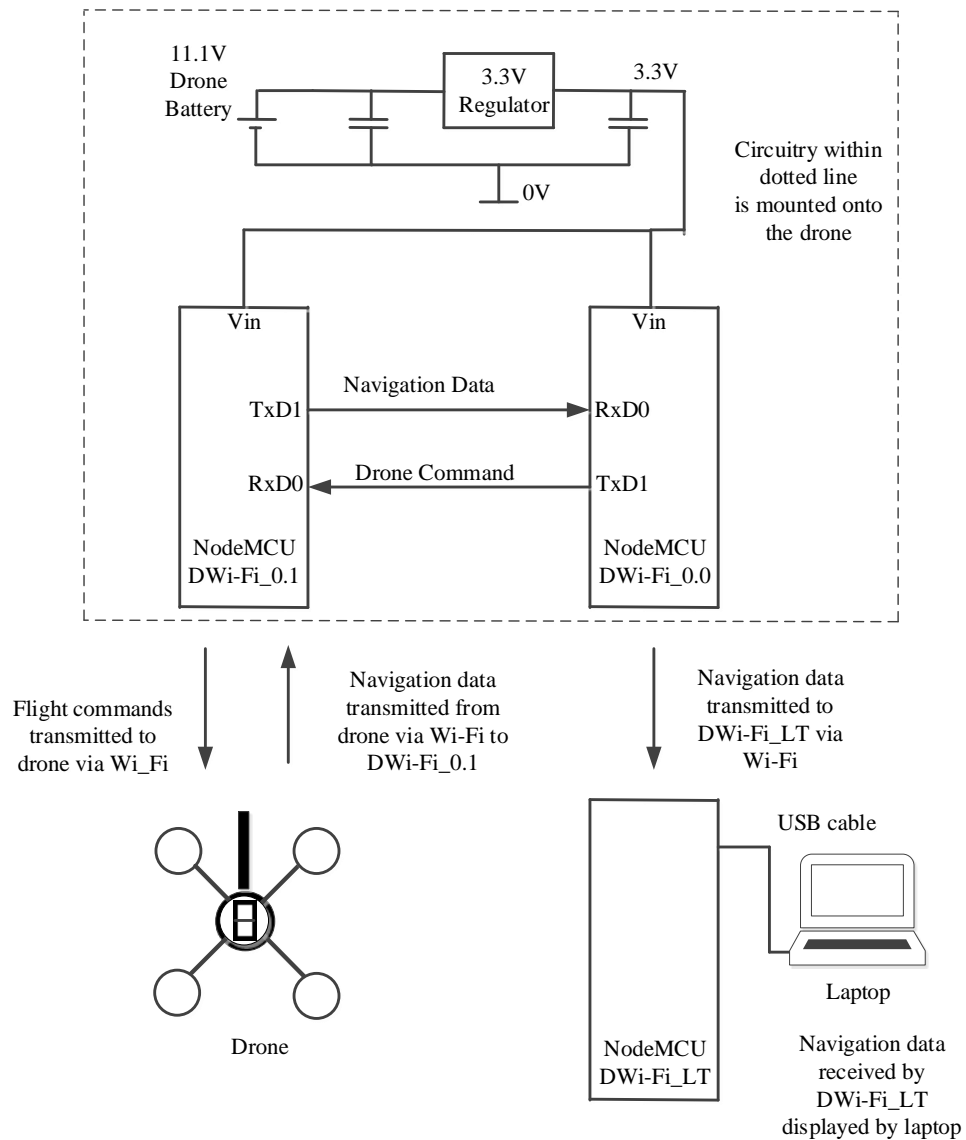 11.1V
Drone
Battery
3.3V
Regulator
3.3V
0V
Circuitry within
dotted line
is mounted onto
the drone
Vin
Vin
Navigation Data
TxD1
RxD0
Drone Command
RxD0
TxD1
NodeMCU
DWi-Fi_0.1
NodeMCU
DWi-Fi_0.0
Flight commands
transmitted to
drone via Wi_Fi
Navigation data
transmitted from
drone via Wi-Fi to
DWi-Fi_0.1
Navigation data
transmitted to
DWi-Fi_LT via
Wi-Fi
USB cable
Laptop
Drone
NodeMCU
DWi-Fi_LT
Navigation data
received by
DWi-Fi_LT
displayed by laptop